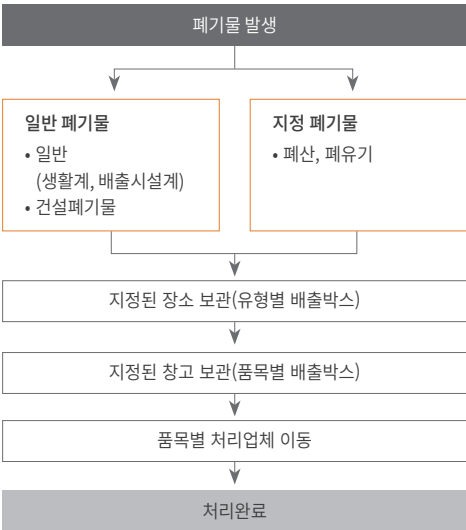 폐기물 발생
일반 폐기물
• 일반
(생활계, 배출시설계)
• 건설폐기물
지정 폐기물
• 폐산, 폐유기
지정된 장소 보관(유형별 배출박스)
지정된 창고 보관(품목별 배출박스)
품목별 처리업체 이동
처리완료